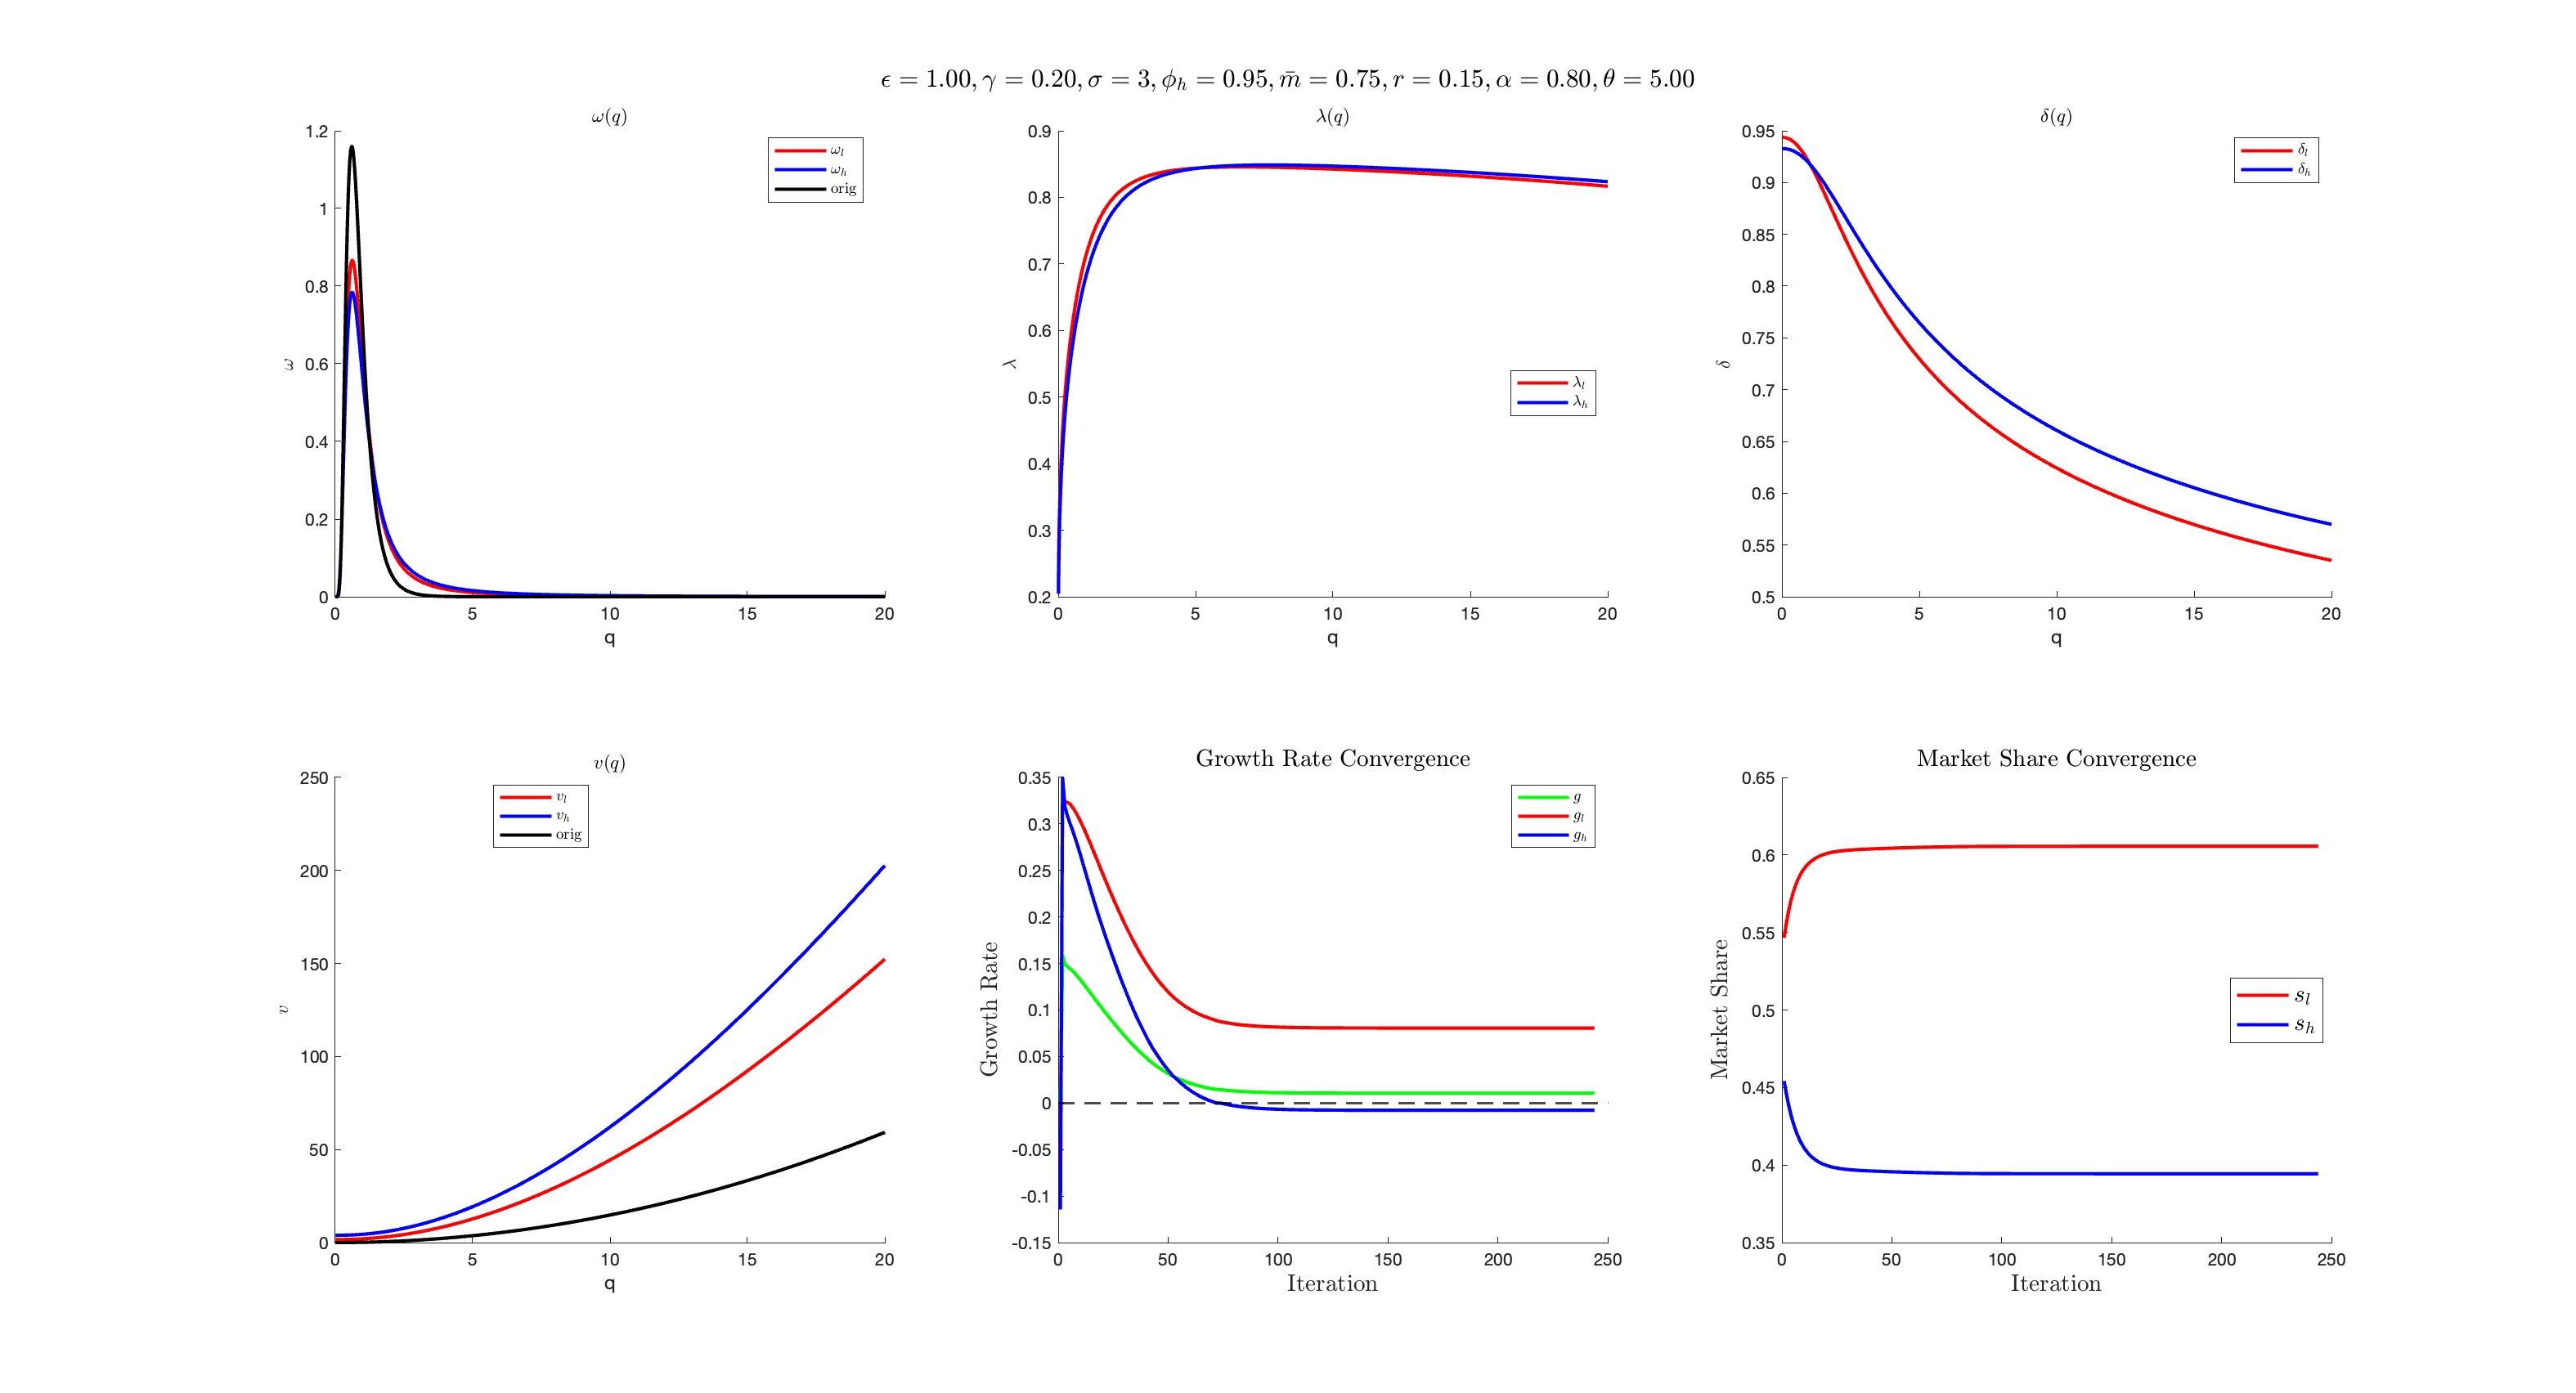 ϵ = 1.00, γ = 0.20, σ = 3, ϕ_h = 0.95, m̄ = 0.75, r = 0.15, α = 0.80, θ = 5.00
ω(q)
1.2
1
0.8
0.6
0.4
0.2
0
ω
ω_l
ω_h
orig
0 5 10 15 20
q
λ(q)
0.9
0.8
0.7
0.6
0.5
0.4
0.3
0.2
λ
λ_l
λ_h
0 5 10 15 20
q
δ(q)
0.95
0.9
0.85
0.8
0.75
0.7
0.65
0.6
0.55
0.5
δ
δ_l
δ_h
0 5 10 15 20
q
v(q)
250
200
150
100
50
0
v
v_l
v_h
orig
0 5 10 15 20
q
Growth Rate Convergence
0.35
0.3
0.25
0.2
0.15
0.1
0.05
0
-0.05
-0.1
-0.15
Growth Rate
g
g_l
g_h
0 50 100 150 200 250
Iteration
Market Share Convergence
0.65
0.6
0.55
0.5
0.45
0.4
0.35
Market Share
s_l
s_h
0 50 100 150 200 250
Iteration